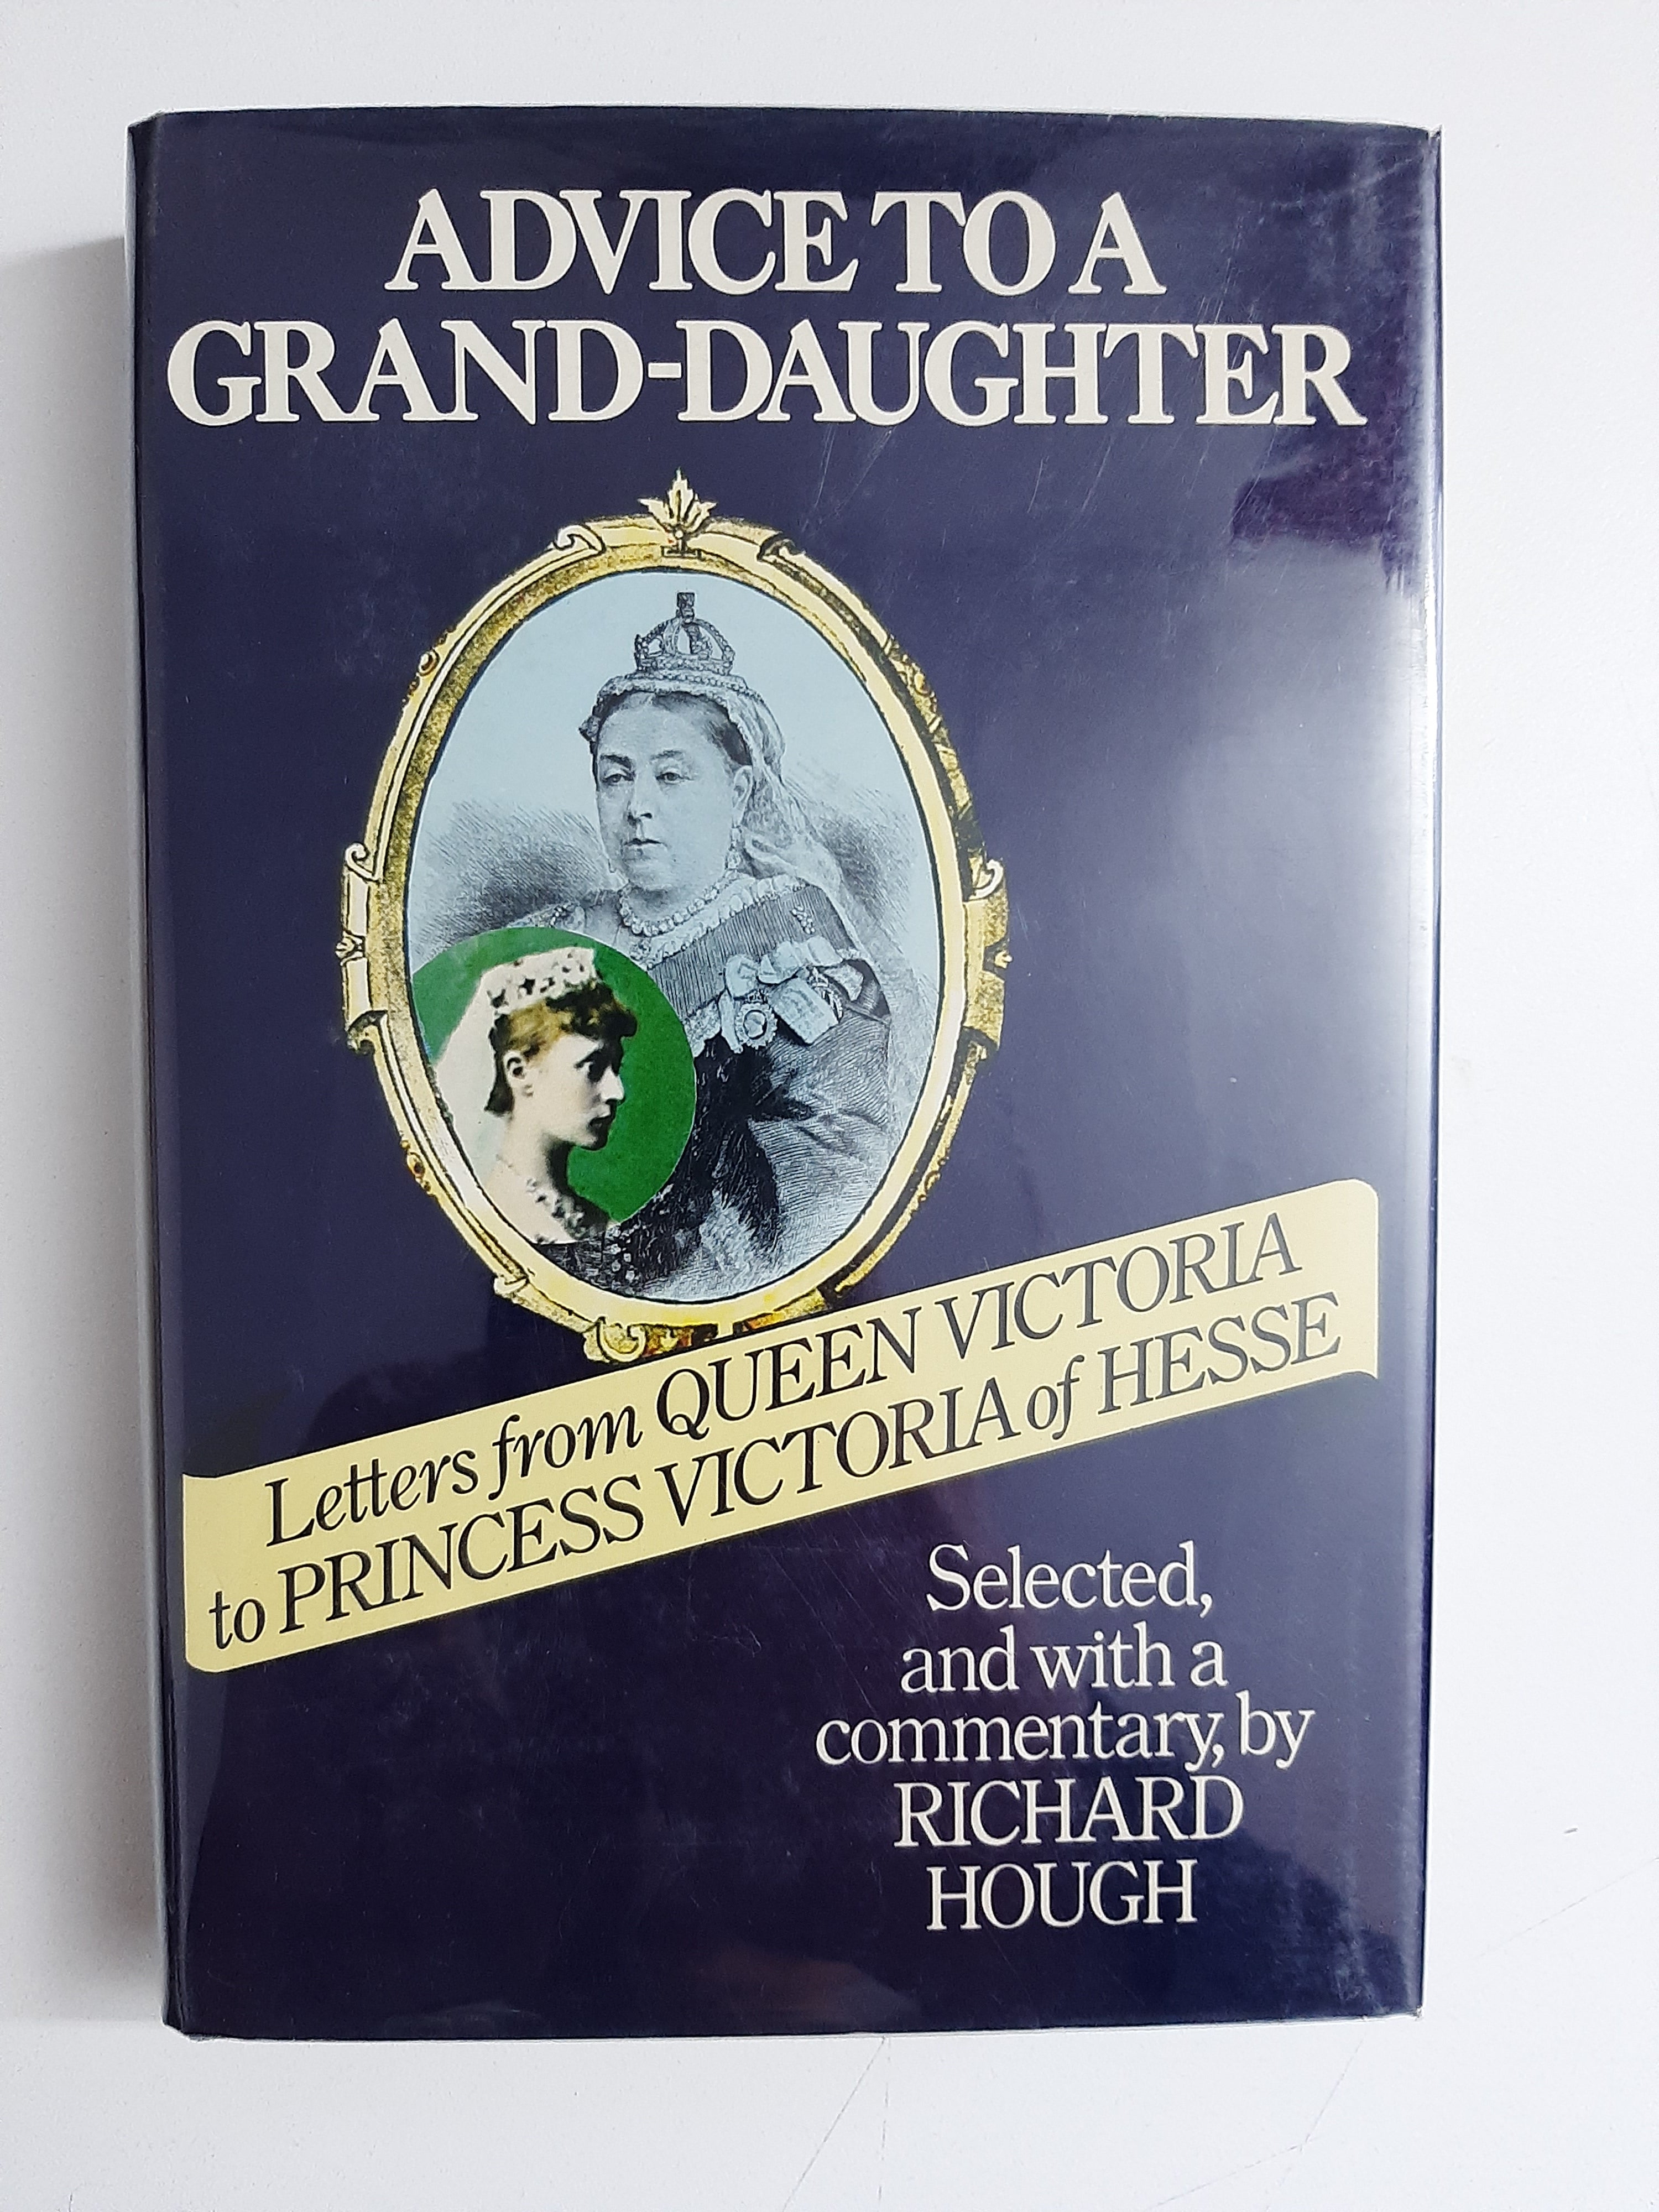 ADVICE TO A
GRAND-DAUGHTER
Letters from QUEEN VICTORIA
to PRINCESS VICTORIA of HESSE
Selected,
and with a
commentary, by
RICHARD
HOUGH